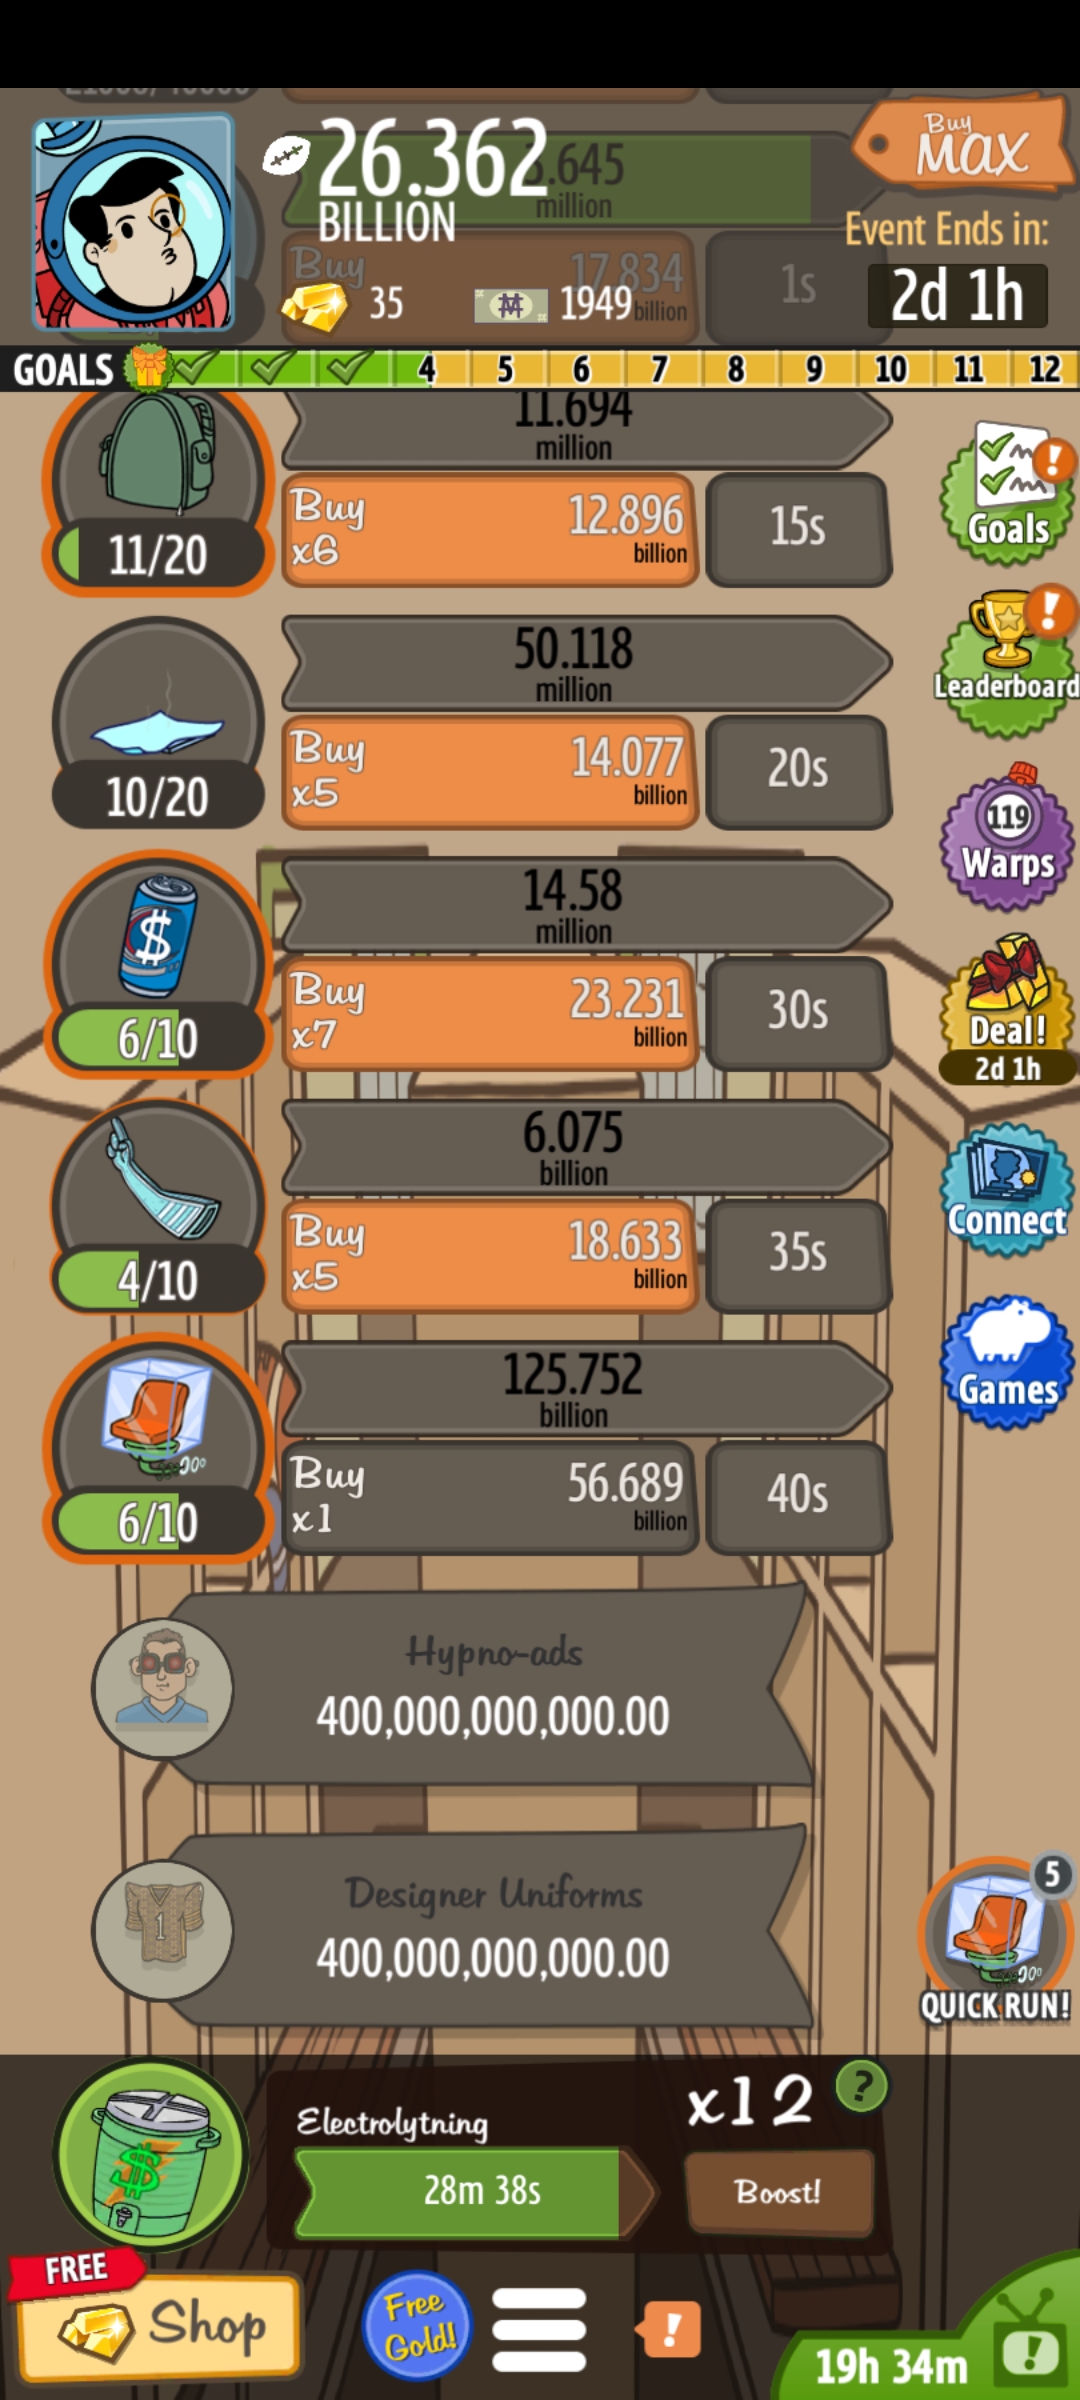 26.362
BILLION
.645
million
Buy
MAX
Event Ends in:
2d 1h
Buy
17.834
billion
1s
35
1949
GOALS 4 5 6 7 8 9 10 11 12
11.694
million
Buy
x6
12.896
billion
15s
11/20
Goals
50.118
million
Buy
x5
14.077
billion
20s
10/20
Leaderboard
14.58
million
Buy
x7
23.231
billion
30s
6/10
119
Warps
Deal!
2d 1h
6.075
billion
Buy
x5
18.633
billion
35s
4/10
Connect
125.752
billion
Buy
x1
56.689
billion
40s
6/10
Games
Hypno-ads
400,000,000,000.00
Designer Uniforms
400,000,000,000.00
5
QUICK RUN!
Electrolytning
28m 38s
x12
?
Boost!
FREE
Shop
Free
Gold!
!
19h 34m